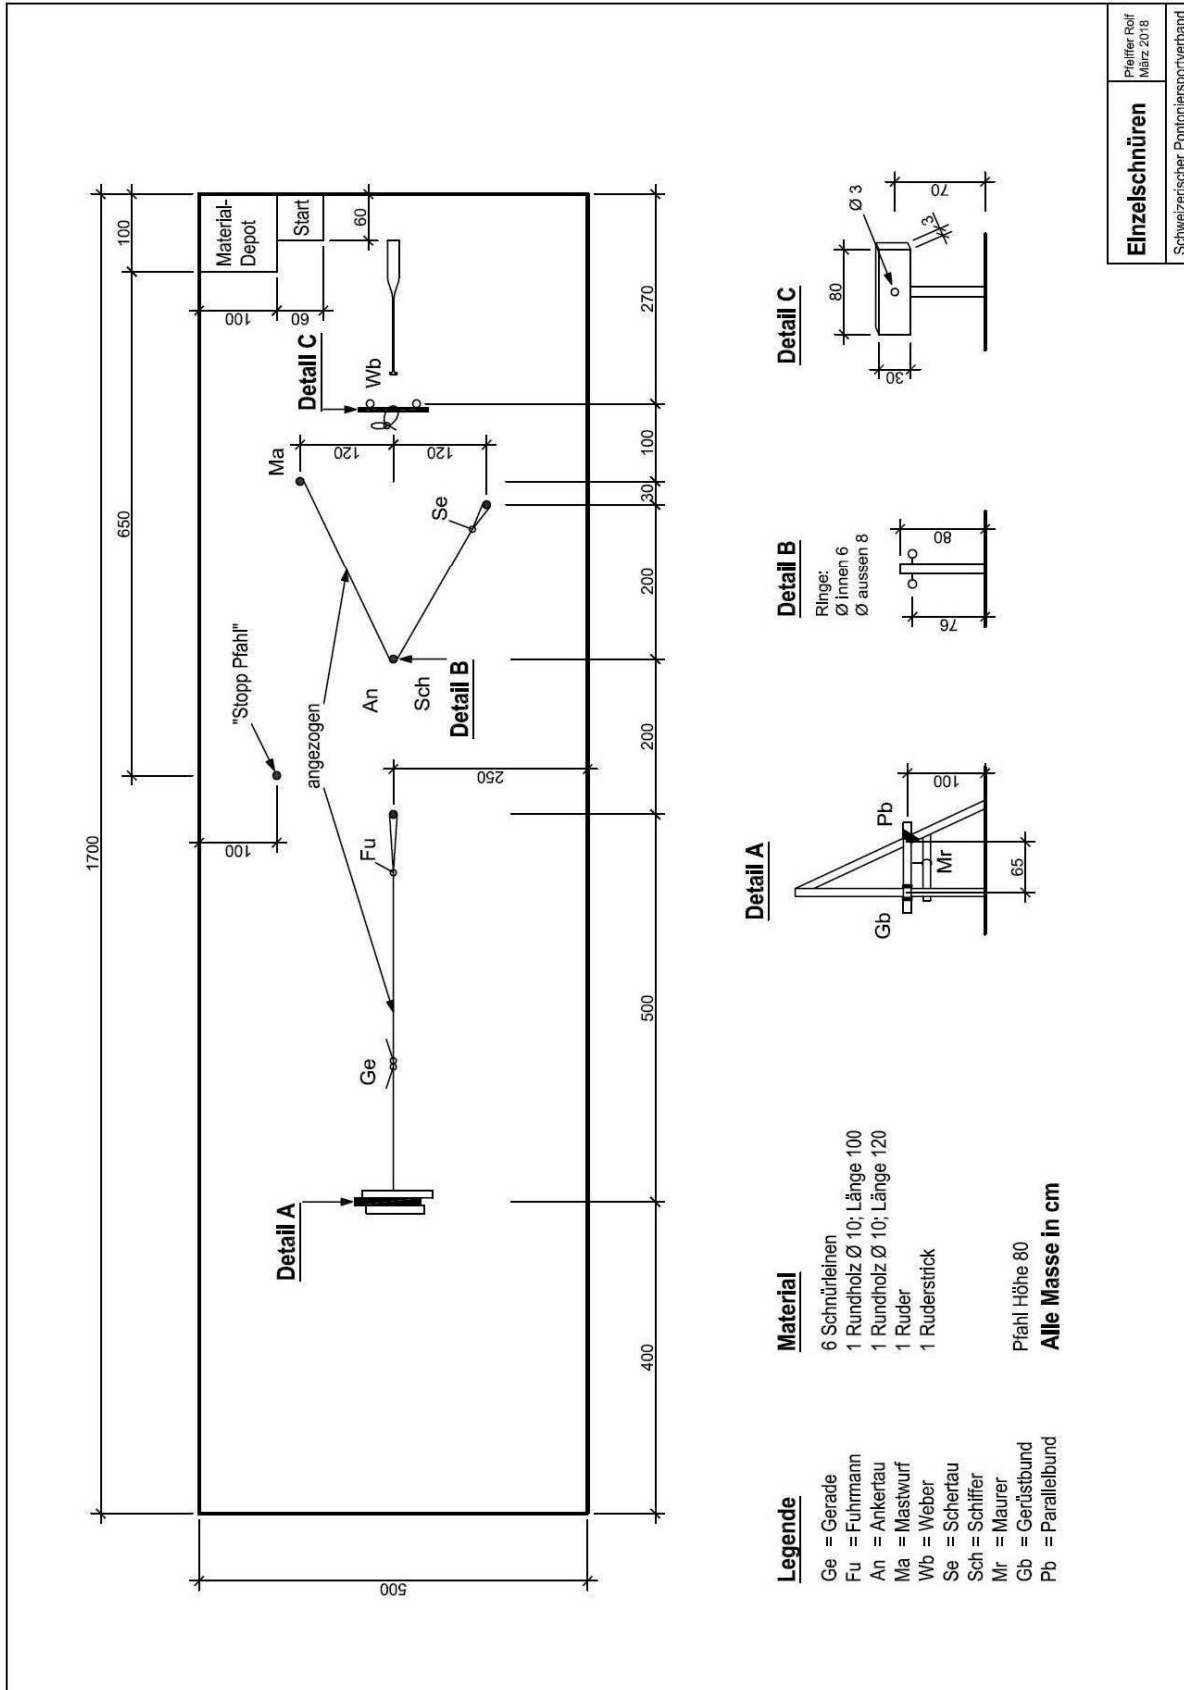 1700
650
100
Material-
Depot
Start
100
60
60
"Stopp Pfahl"
100
angezogen
Detail A
Ge
Fu
An
Sch
Detail B
Ma
Se
Detail C
Wb
120
120
250
500
400
500
200
200
30
100
270
Legende
Ge = Gerade
Fu = Fuhrmann
An = Ankertau
Ma = Mastwurf
Wb = Weber
Se = Schertau
Sch = Schiffer
Mr = Maurer
Gb = Gerüstbund
Pb = Parallelbund
Material
6 Schnürleinen
1 Rundholz Ø 10; Länge 100
1 Rundholz Ø 10; Länge 120
1 Ruder
1 Ruderstrick
Pfahl Höhe 80
Alle Masse in cm
Detail A
Gb
Pb
Mr
100
65
Detail B
Ringe:
Ø innen 6
Ø aussen 8
76
80
Detail C
80
Ø 3
30
3
70
Einzelschnüren
Pfeiffer Rolf
März 2018
Schweizerischer Pontoniersportverband